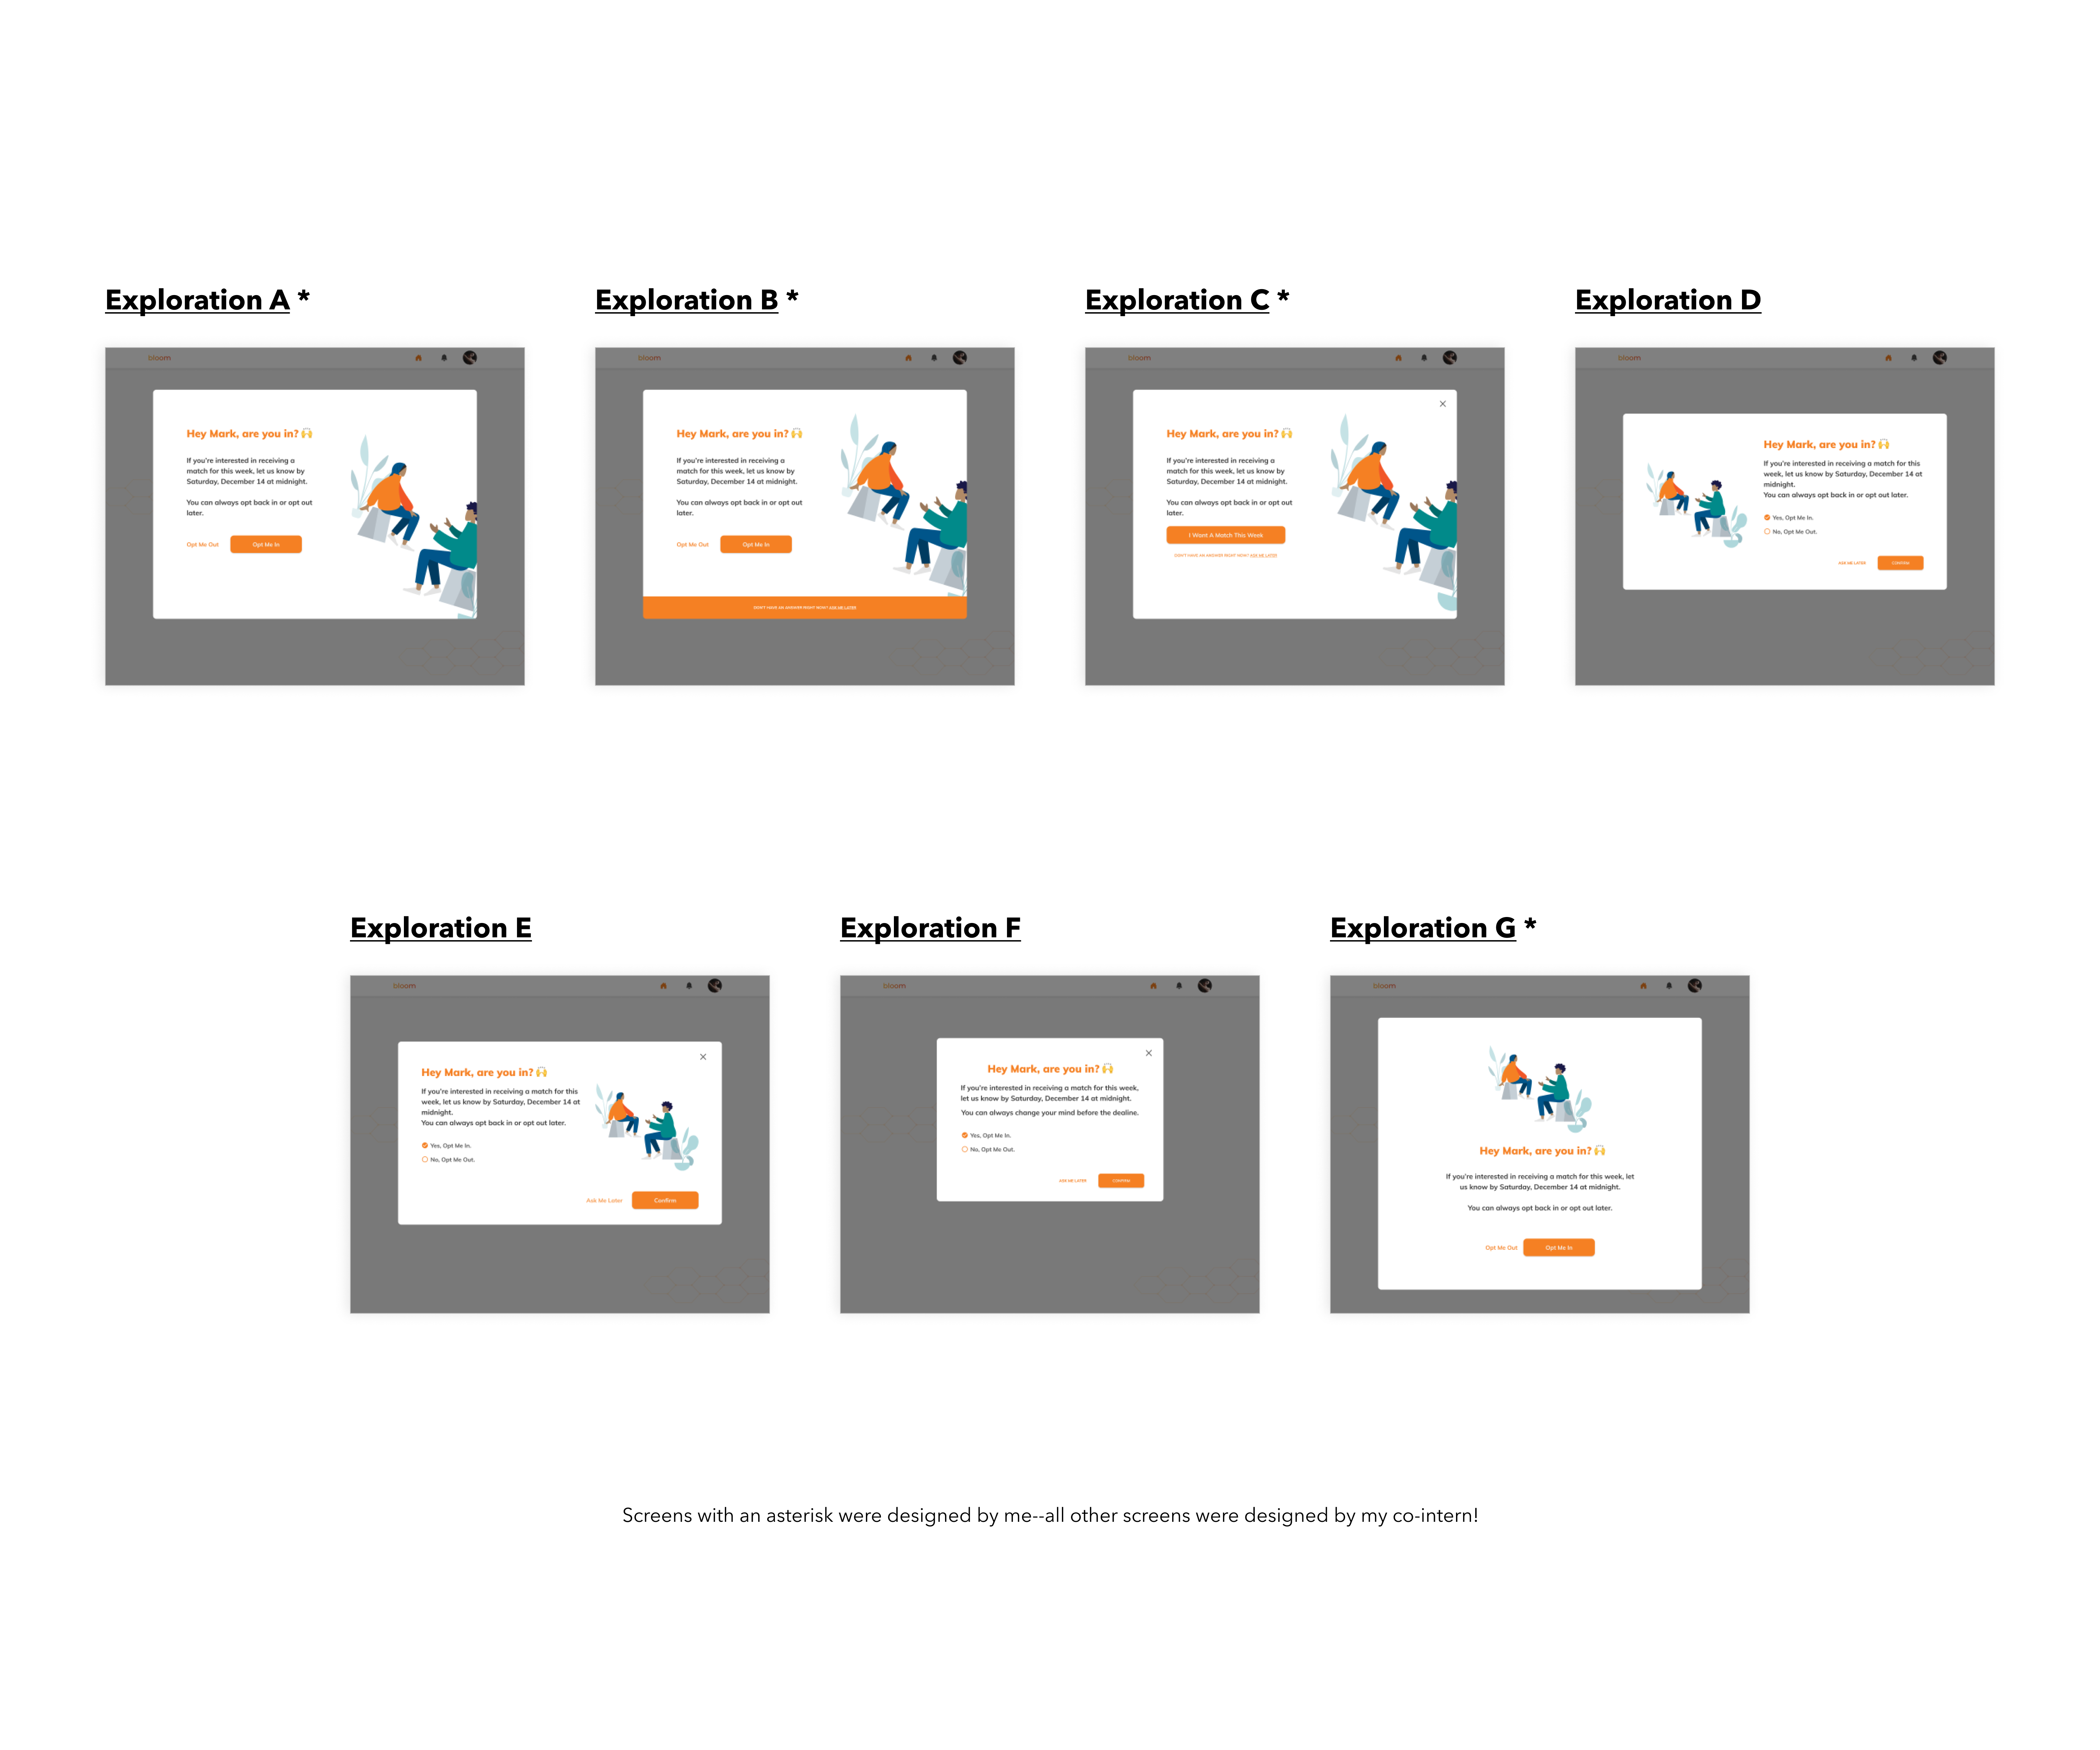 Exploration A *
Exploration B *
Exploration C *
Exploration D
bloom
Hey Mark, are you in? 🙌
If you're interested in receiving a
match for this week, let us know by
Saturday, December 14 at midnight.
You can always opt back in or opt out
later.
Opt Me Out
Opt Me In
bloom
Hey Mark, are you in? 🙌
If you're interested in receiving a
match for this week, let us know by
Saturday, December 14 at midnight.
You can always opt back in or opt out
later.
Opt Me Out
Opt Me In
DIDN'T HAVE AN ANSWER RIGHT NOW? ASK ME LATER
bloom
Hey Mark, are you in? 🙌
If you're interested in receiving a
match for this week, let us know by
Saturday, December 14 at midnight.
You can always opt back in or opt out
later.
I Want A Match This Week
DON'T HAVE AN ANSWER RIGHT NOW? ASK ME LATER
bloom
Hey Mark, are you in? 🙌
If you're interested in receiving a match for this
week, let us know by Saturday, December 14 at
midnight.
You can always opt back in or opt out later.
Yes, Opt Me In.
No, Opt Me Out.
ASK ME LATER
CONFIRM
Exploration E
Exploration F
Exploration G *
bloom
Hey Mark, are you in? 🙌
If you're interested in receiving a match for this
week, let us know by Saturday, December 14 at
midnight.
You can always opt back in or opt out later.
Yes, Opt Me In.
No, Opt Me Out.
Ask Me Later
Confirm
bloom
Hey Mark, are you in? 🙌
If you're interested in receiving a match for this week,
let us know by Saturday, December 14 at midnight.
You can always change your mind before the dealine.
Yes, Opt Me In.
No, Opt Me Out.
ASK ME LATER
CONFIRM
bloom
Hey Mark, are you in? 🙌
If you're interested in receiving a match for this week, let
us know by Saturday, December 14 at midnight.
You can always opt back in or opt out later.
Opt Me Out
Opt Me In
Screens with an asterisk were designed by me--all other screens were designed by my co-intern!